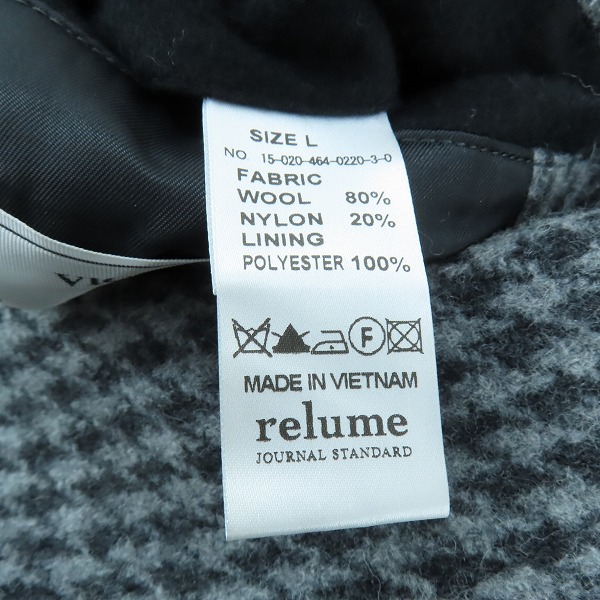 SIZE L
NO. 15-020-464-0220-3-0
FABRIC
WOOL 80%
NYLON 20%
LINING
POLYESTER 100%
F
MADE IN VIETNAM
relume
JOURNAL STANDARD